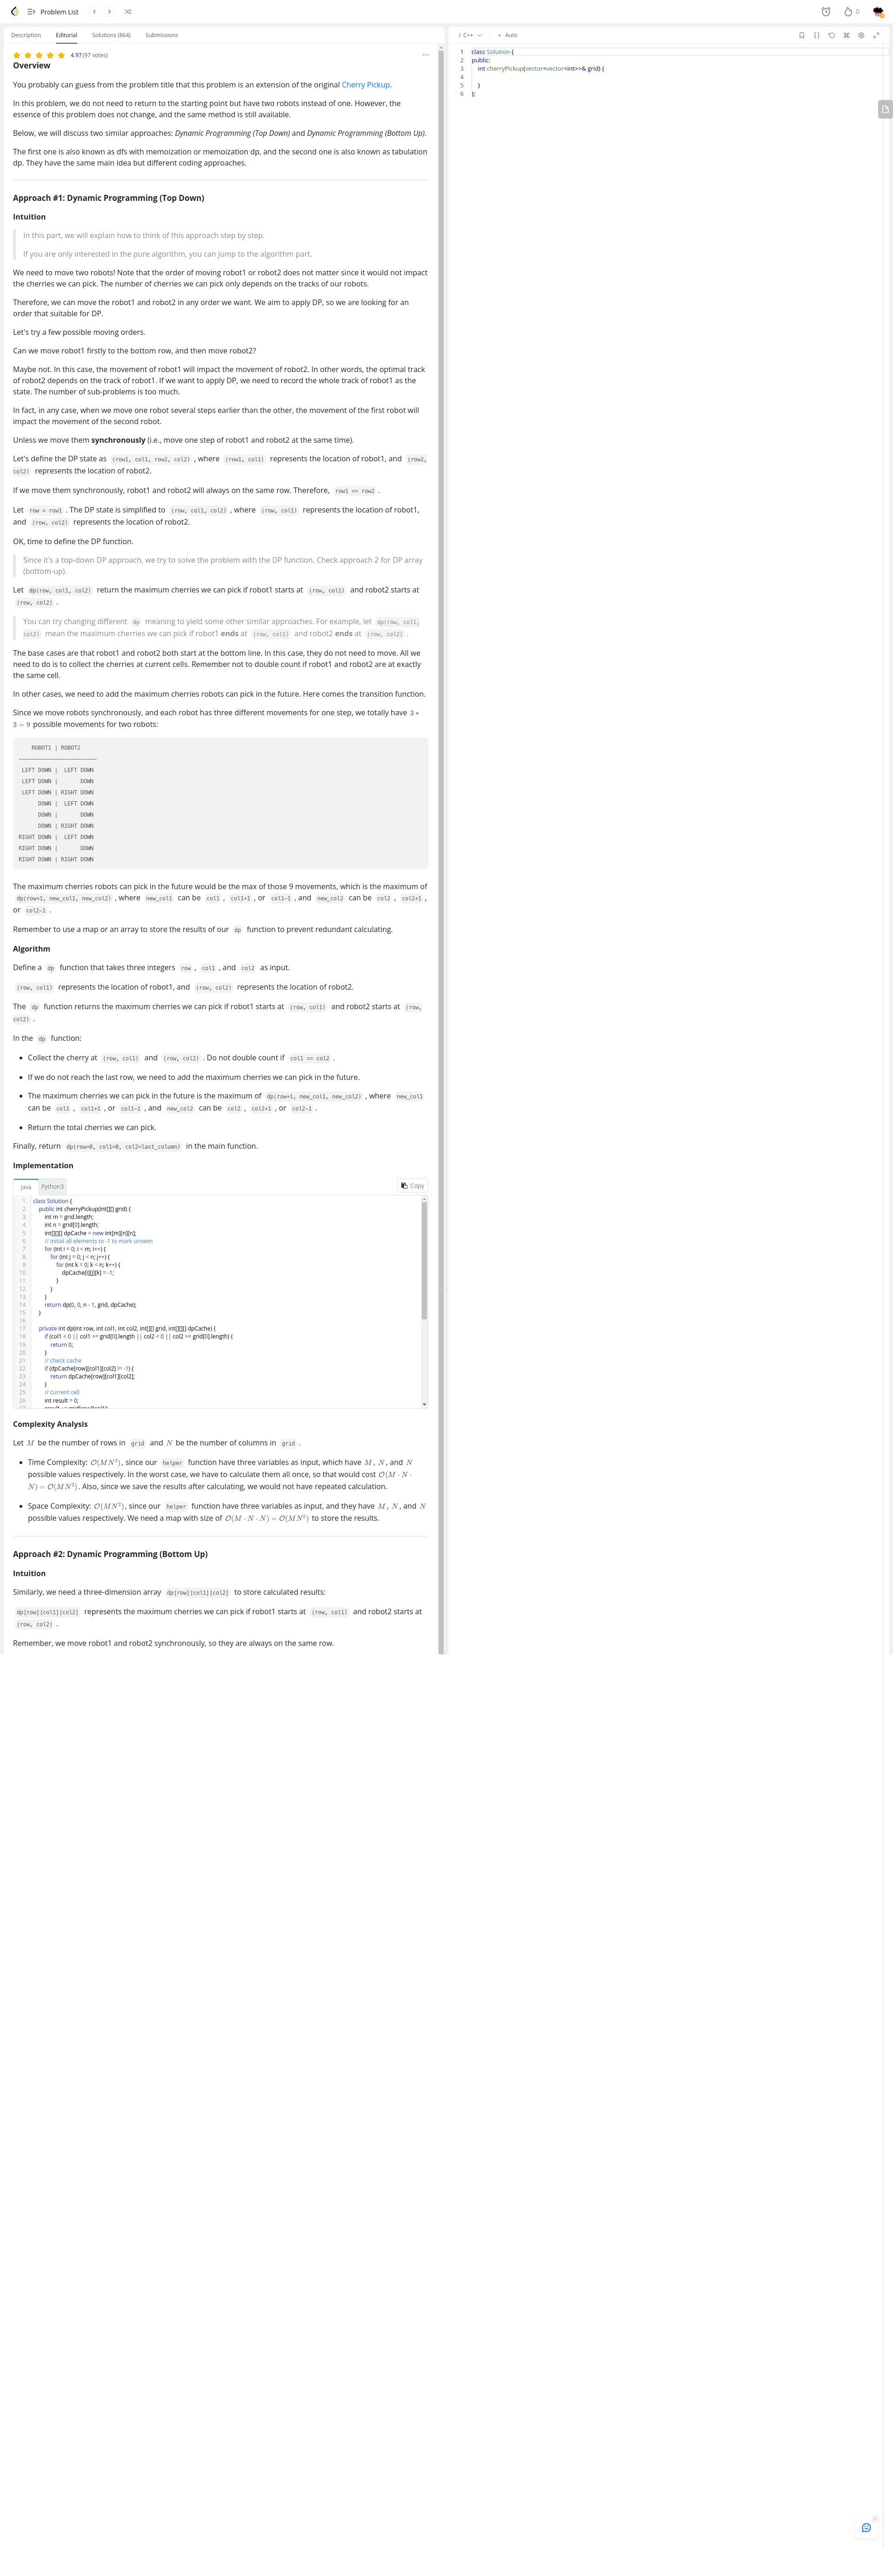 Problem List
0
Description Editorial Solutions (864) Submissions
4.97 (97 votes)
Overview
You probably can guess from the problem title that this problem is an extension of the original Cherry Pickup.
In this problem, we do not need to return to the starting point but have two robots instead of one. However, the
essence of this problem does not change, and the same method is still available.
Below, we will discuss two similar approaches: Dynamic Programming (Top Down) and Dynamic Programming (Bottom Up).
The first one is also known as dfs with memoization or memoization dp, and the second one is also known as tabulation
dp. They have the same main idea but different coding approaches.
Approach #1: Dynamic Programming (Top Down)
Intuition
In this part, we will explain how to think of this approach step by step.
If you are only interested in the pure algorithm, you can jump to the algorithm part.
We need to move two robots! Note that the order of moving robot1 or robot2 does not matter since it would not impact
the cherries we can pick. The number of cherries we can pick only depends on the tracks of our robots.
Therefore, we can move the robot1 and robot2 in any order we want. We aim to apply DP, so we are looking for an
order that suitable for DP.
Let's try a few possible moving orders.
Can we move robot1 firstly to the bottom row, and then move robot2?
Maybe not. In this case, the movement of robot1 will impact the movement of robot2. In other words, the optimal track
of robot2 depends on the track of robot1. If we want to apply DP, we need to record the whole track of robot1 as the
state. The number of sub-problems is too much.
In fact, in any case, when we move one robot several steps earlier than the other, the movement of the first robot will
impact the movement of the second robot.
Unless we move them synchronously (i.e., move one step of robot1 and robot2 at the same time).
Let's define the DP state as (row1, col1, row2, col2) , where (row1, col1) represents the location of robot1, and (row2,
col2) represents the location of robot2.
If we move them synchronously, robot1 and robot2 will always on the same row. Therefore, row1 == row2 .
Let row = row1 . The DP state is simplified to (row, col1, col2) , where (row, col1) represents the location of robot1,
and (row, col2) represents the location of robot2.
OK, time to define the DP function.
Since it's a top-down DP approach, we try to solve the problem with the DP function. Check approach 2 for DP array
(bottom-up).
Let dp(row, col1, col2) return the maximum cherries we can pick if robot1 starts at (row, col1) and robot2 starts at
(row, col2) .
You can try changing different dp meaning to yield some other similar approaches. For example, let dp(row, col1,
col2) mean the maximum cherries we can pick if robot1 ends at (row, col1) and robot2 ends at (row, col2) .
The base cases are that robot1 and robot2 both start at the bottom line. In this case, they do not need to move. All we
need to do is to collect the cherries at current cells. Remember not to double count if robot1 and robot2 are at exactly
the same cell.
In other cases, we need to add the maximum cherries robots can pick in the future. Here comes the transition function.
Since we move robots synchronously, and each robot has three different movements for one step, we totally have 3 ∗
3 = 9 possible movements for two robots:
ROBOT1 | ROBOT2
--------------------------
LEFT DOWN | LEFT DOWN
LEFT DOWN | DOWN
LEFT DOWN | RIGHT DOWN
DOWN | LEFT DOWN
DOWN | DOWN
DOWN | RIGHT DOWN
RIGHT DOWN | LEFT DOWN
RIGHT DOWN | DOWN
RIGHT DOWN | RIGHT DOWN
The maximum cherries robots can pick in the future would be the max of those 9 movements, which is the maximum of
dp(row+1, new_col1, new_col2) , where new_col1 can be col1 , col1+1 , or col1-1 , and new_col2 can be col2 , col2+1 ,
or col2-1 .
Remember to use a map or an array to store the results of our dp function to prevent redundant calculating.
Algorithm
Define a dp function that takes three integers row , col1 , and col2 as input.
(row, col1) represents the location of robot1, and (row, col2) represents the location of robot2.
The dp function returns the maximum cherries we can pick if robot1 starts at (row, col1) and robot2 starts at (row,
col2) .
In the dp function:
• Collect the cherry at (row, col1) and (row, col2) . Do not double count if col1 == col2 .
• If we do not reach the last row, we need to add the maximum cherries we can pick in the future.
• The maximum cherries we can pick in the future is the maximum of dp(row+1, new_col1, new_col2) , where new_col1
can be col1 , col1+1 , or col1-1 , and new_col2 can be col2 , col2+1 , or col2-1 .
• Return the total cherries we can pick.
Finally, return dp(row=0, col1=0, col2=last_column) in the main function.
Implementation
Java Python3 Copy
1 class Solution {
2 public int cherryPickup(int[][] grid) {
3 int m = grid.length;
4 int n = grid[0].length;
5 int[][][] dpCache = new int[m][n][n];
6 // initial all elements to -1 to mark unseen
7 for (int i = 0; i < m; i++) {
8 for (int j = 0; j < n; j++) {
9 for (int k = 0; k < n; k++) {
10 dpCache[i][j][k] = -1;
11 }
12 }
13 }
14 return dp(0, 0, n - 1, grid, dpCache);
15 }
16
17 private int dp(int row, int col1, int col2, int[][] grid, int[][][] dpCache) {
18 if (col1 < 0 || col1 >= grid[0].length || col2 < 0 || col2 >= grid[0].length) {
19 return 0;
20 }
21 // check cache
22 if (dpCache[row][col1][col2] != -1) {
23 return dpCache[row][col1][col2];
24 }
25 // current cell
26 int result = 0;
Complexity Analysis
Let M be the number of rows in grid and N be the number of columns in grid .
• Time Complexity: O(MN²), since our helper function have three variables as input, which have M, N, and N
possible values respectively. In the worst case, we have to calculate them all once, so that would cost O(M · N ·
N) = O(MN²). Also, since we save the results after calculating, we would not have repeated calculation.
• Space Complexity: O(MN²), since our helper function have three variables as input, and they have M, N, and N
possible values respectively. We need a map with size of O(M · N · N) = O(MN²) to store the results.
Approach #2: Dynamic Programming (Bottom Up)
Intuition
Similarly, we need a three-dimension array dp[row][col1][col2] to store calculated results:
dp[row][col1][col2] represents the maximum cherries we can pick if robot1 starts at (row, col1) and robot2 starts at
(row, col2) .
Remember, we move robot1 and robot2 synchronously, so they are always on the same row.
i C++ Auto
1 class Solution {
2 public:
3 int cherryPickup(vector<vector<int>>& grid) {
4
5 }
6 };